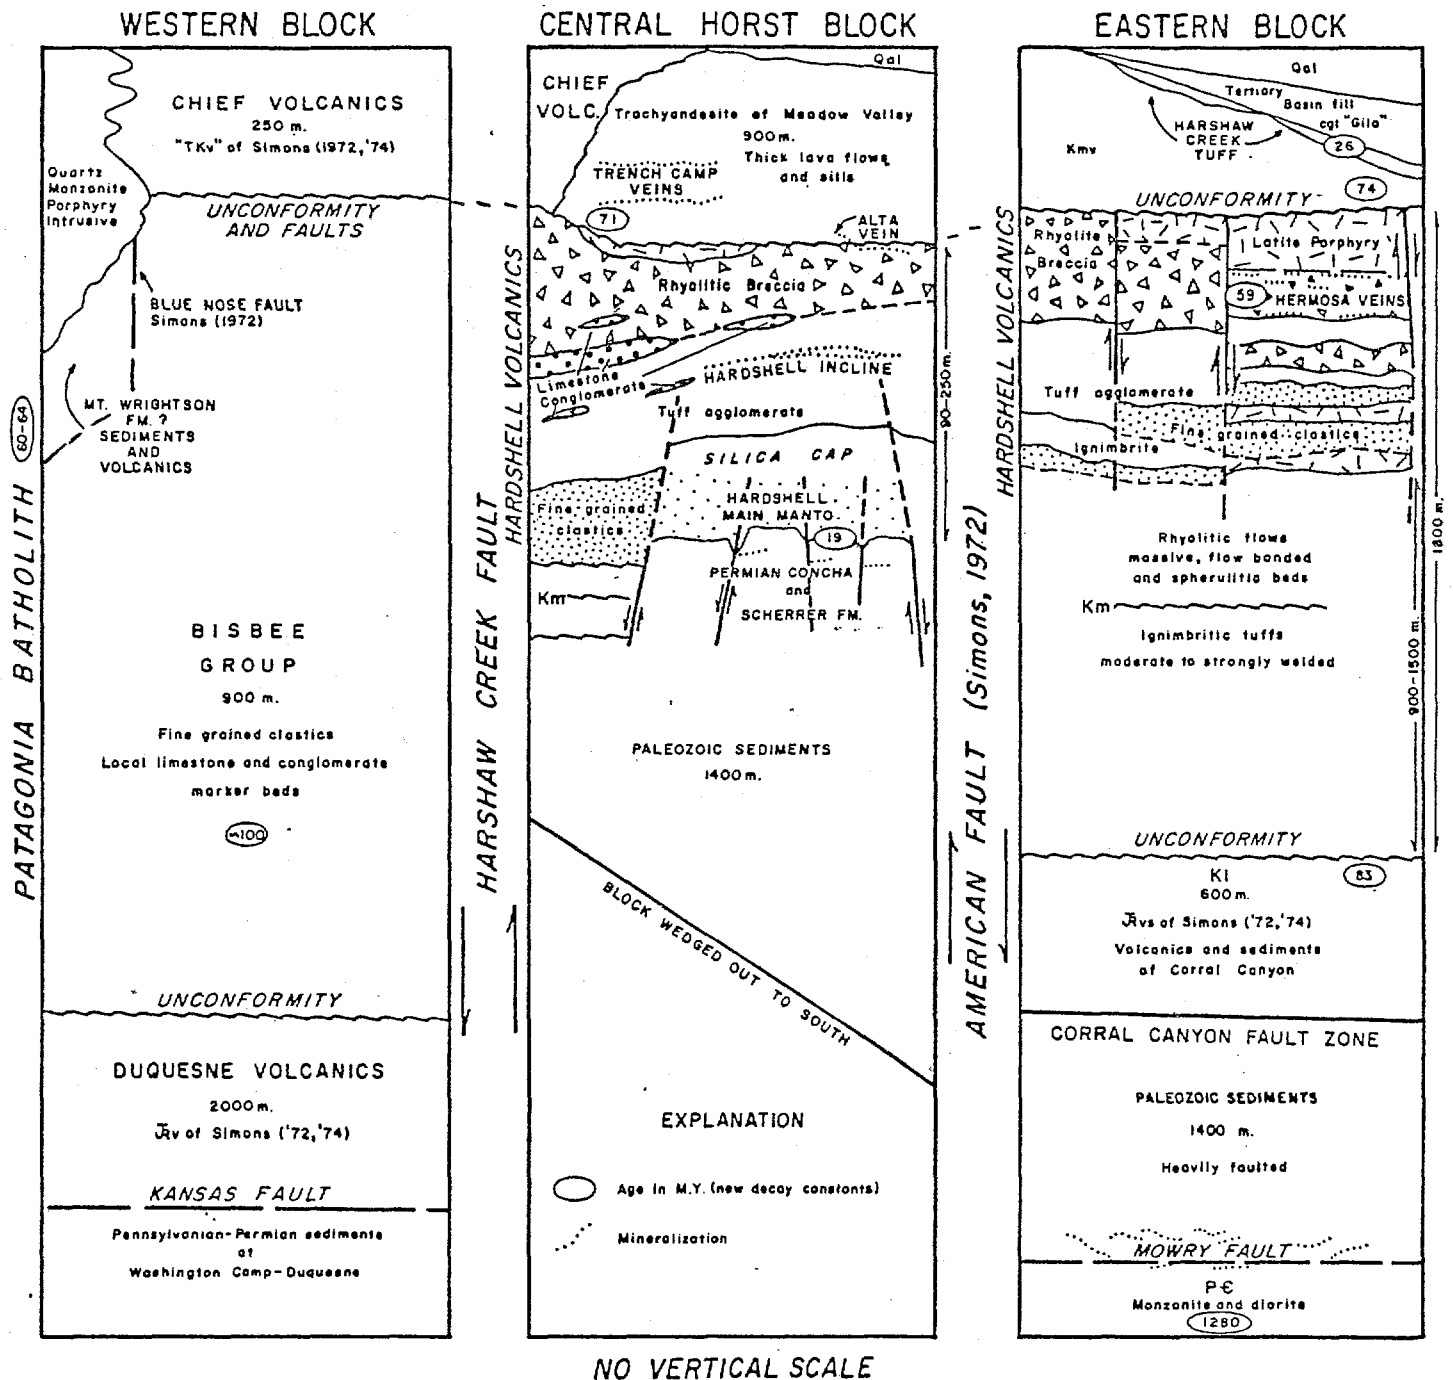 WESTERN BLOCK
CHIEF VOLCANICS
250 m.
"TKv" of Simons (1972,'74)
Quartz
Monzonite
Porphyry
Intrusive
UNCONFORMITY
AND FAULTS
BLUE NOSE FAULT
Simons (1972)
MT. WRIGHTSON
FM. ?
SEDIMENTS
AND
VOLCANICS
60-64
PATAGONIA BATHOLITH
BISBEE
GROUP
900 m.
Fine grained clastics
Local limestone and conglomerate
marker beds
~100
UNCONFORMITY
DUQUESNE VOLCANICS
2000 m.
J̅Rv of Simons ('72,'74)
KANSAS FAULT
Pennsylvanian-Permian sediments
at
Washington Camp-Duquesne
HARSHAW CREEK FAULT
CENTRAL HORST BLOCK
Qal
CHIEF
VOLC.
Trachyandesite of Meadow Valley
900m.
Thick lava flows
and sills
TRENCH CAMP
VEINS
71
ALTA
VEIN
HARDSHELL VOLCANICS
Rhyolitic Breccia
Limestone
Conglomerate
HARDSHELL INCLINE
Tuff agglomerate
90-250m.
SILICA CAP
Fine grained
clastics
HARDSHELL
MAIN MANTO
19
PERMIAN CONCHA
and
SCHERRER FM.
Km
PALEOZOIC SEDIMENTS
1400 m.
BLOCK WEDGED OUT TO SOUTH
EXPLANATION
Age in M.Y. (new decay constants)
Mineralization
AMERICAN FAULT (Simons, 1972)
EASTERN BLOCK
Qal
Tertiary
Basin fill
cgt "Gila"
HARSHAW
CREEK
TUFF
26
Kmv
74
UNCONFORMITY
HARDSHELL VOLCANICS
Rhyolite
Breccia
Latite Porphyry
59
HERMOSA VEINS
Tuff agglomerate
Fine grained clastics
Ignimbrite
Rhyolitic flows
massive, flow banded
and spherulitic beds
Km
Ignimbritic tuffs
moderate to strongly welded
900-1500 m.
1800 m.
UNCONFORMITY
Kl
600 m.
83
J̅Rvs of Simons ('72,'74)
Volcanics and sediments
of Corral Canyon
CORRAL CANYON FAULT ZONE
PALEOZOIC SEDIMENTS
1400 m.
Heavily faulted
MOWRY FAULT
P€
Monzonite and diorite
1280
NO VERTICAL SCALE